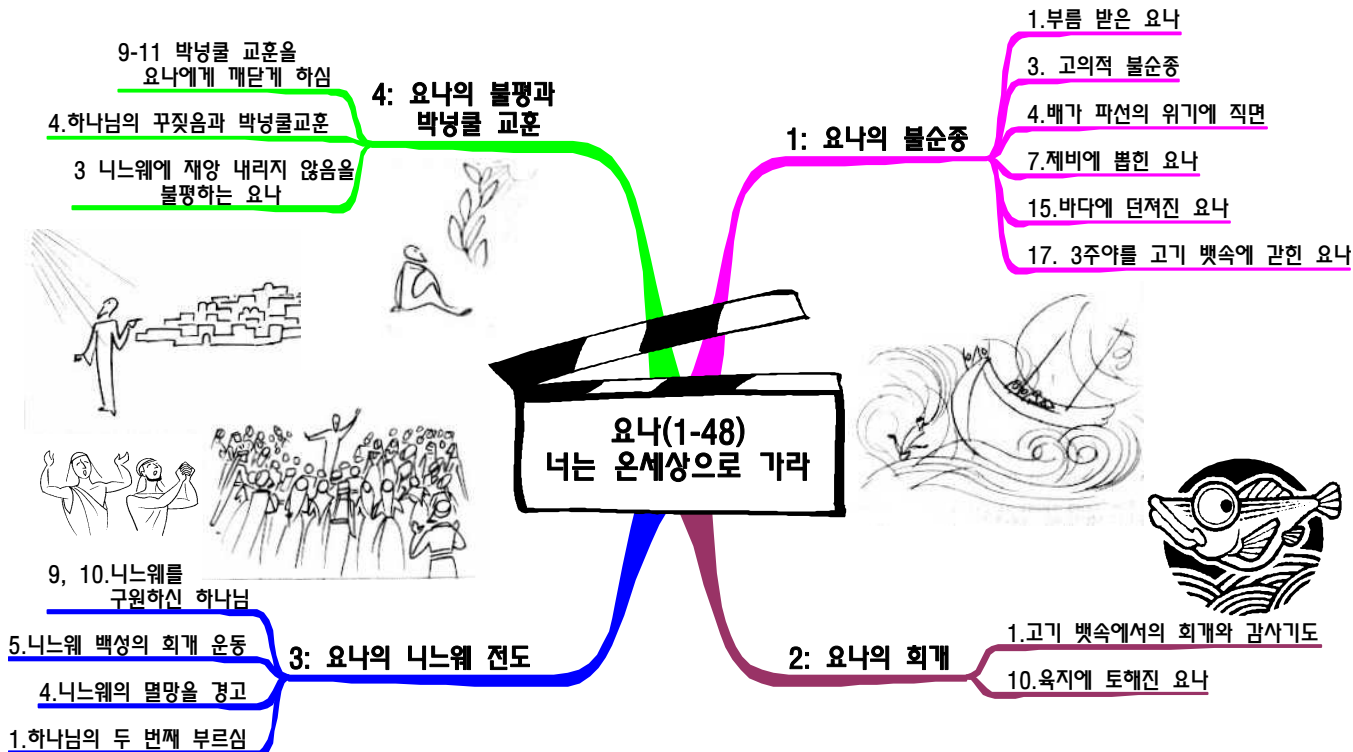 요나(1-48)
너는 온세상으로 가라
1: 요나의 불순종
1.부름 받은 요나
3. 고의적 불순종
4.배가 파선의 위기에 직면
7.제비에 뽑힌 요나
15.바다에 던져진 요나
17. 3주야를 고기 뱃속에 갇힌 요나
2: 요나의 회개
1.고기 뱃속에서의 회개와 감사기도
10.육지에 토해진 요나
3: 요나의 니느웨 전도
9, 10.니느웨를
구원하신 하나님
5.니느웨 백성의 회개 운동
4.니느웨의 멸망을 경고
1.하나님의 두 번째 부르심
4: 요나의 불평과
박넝쿨 교훈
9-11 박넝쿨 교훈을
요나에게 깨닫게 하심
4.하나님의 꾸짖음과 박넝쿨교훈
3 니느웨에 재앙 내리지 않음을
불평하는 요나